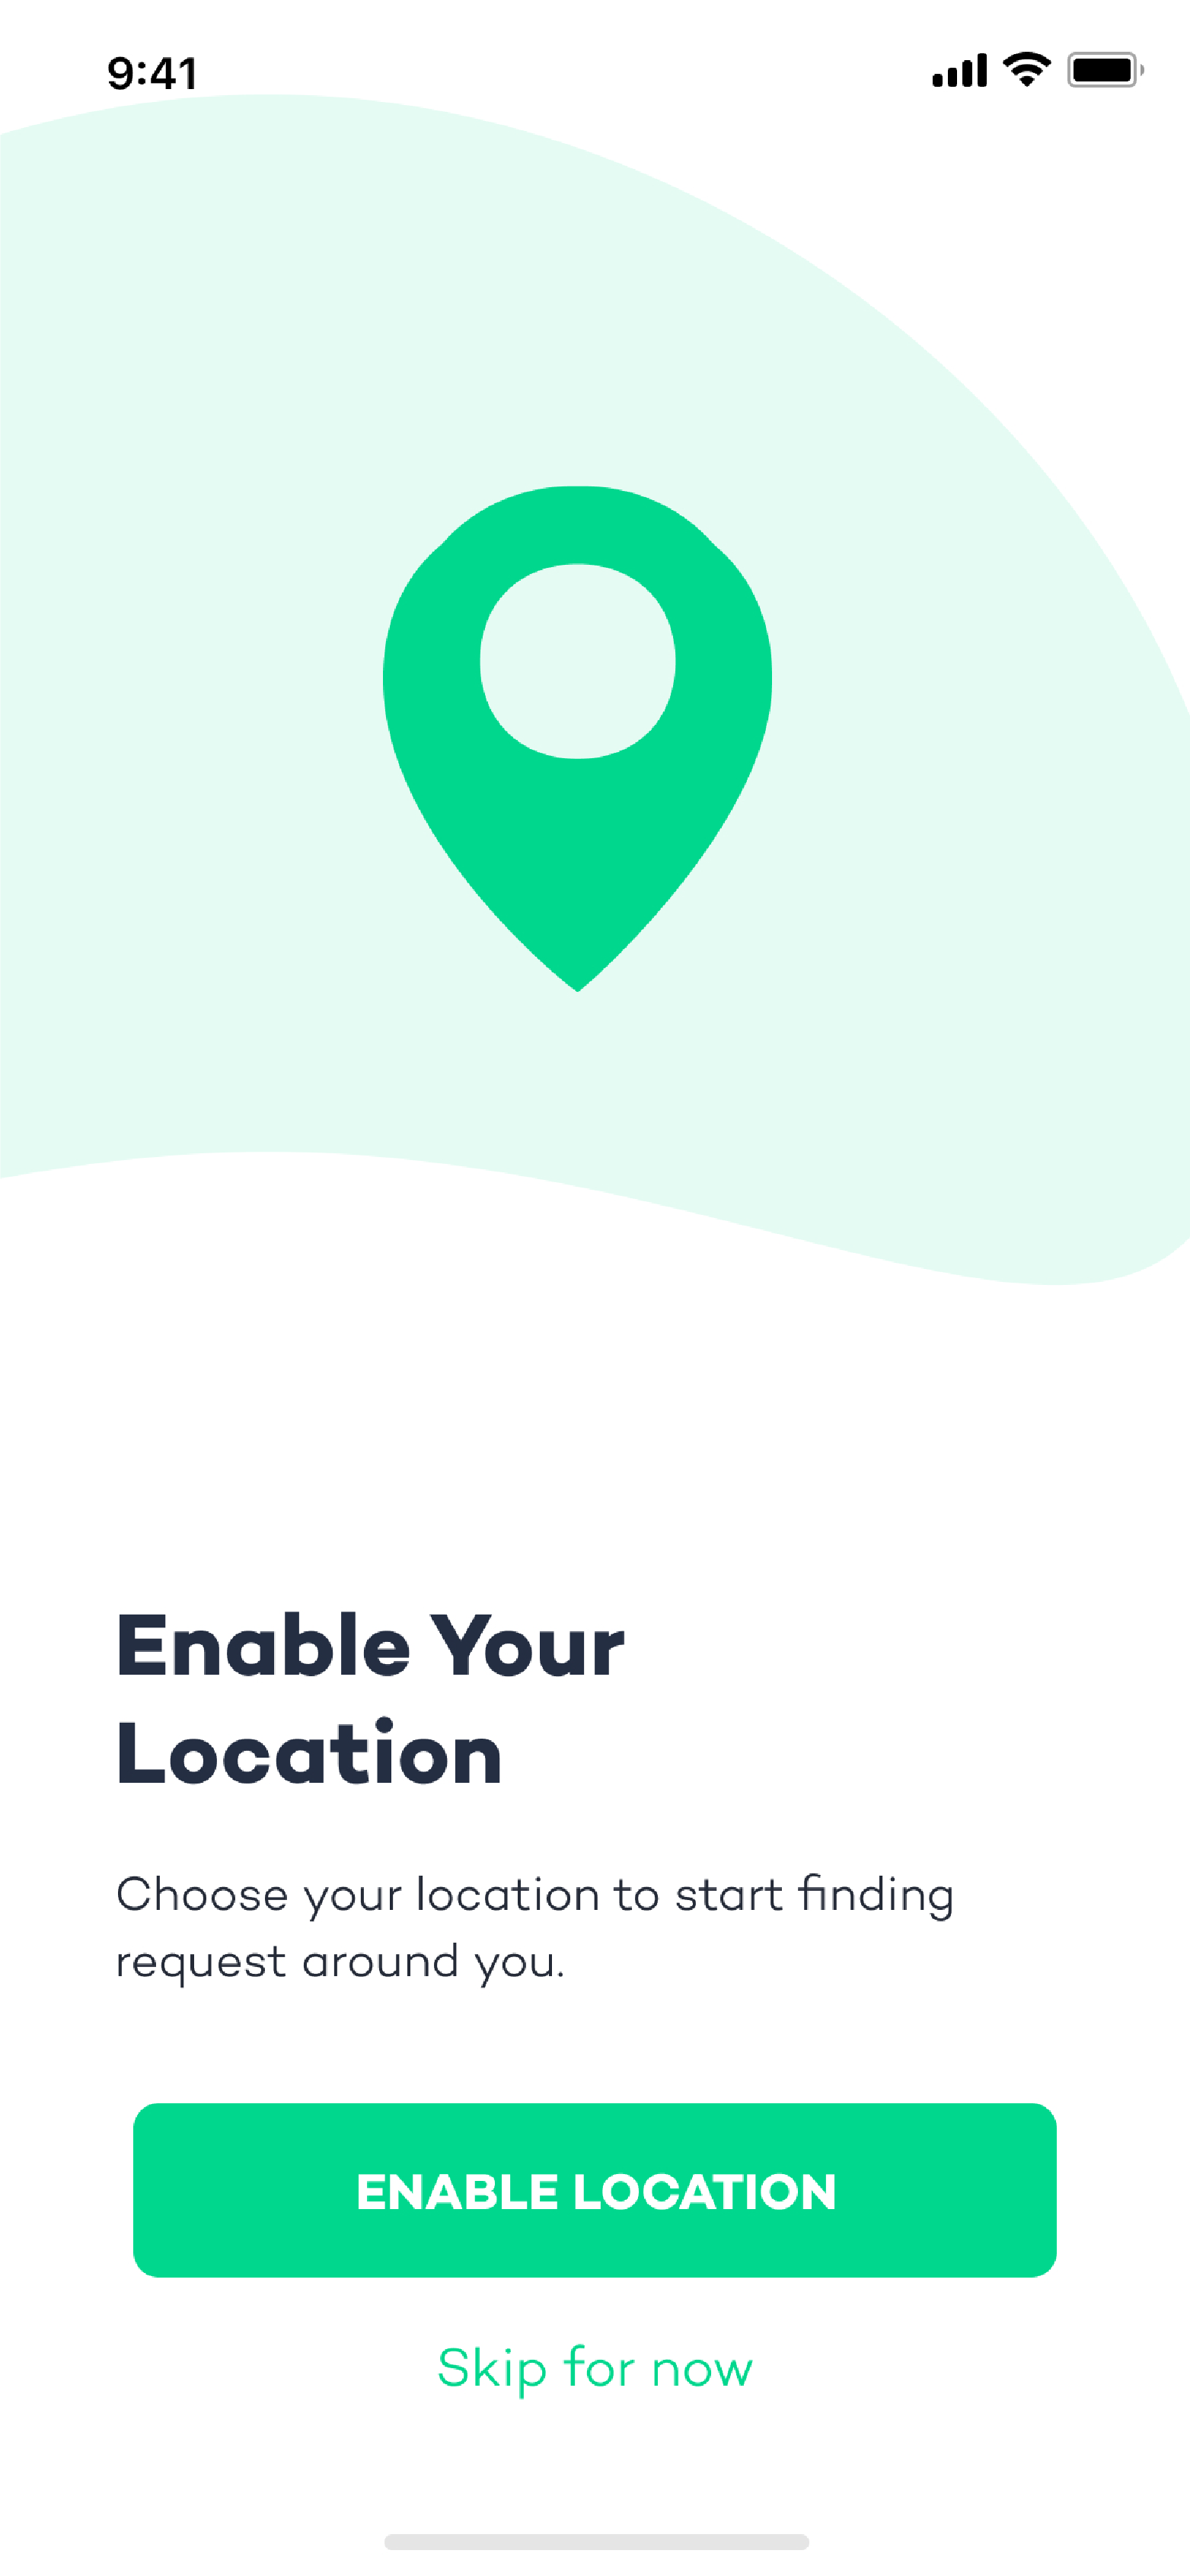 9:41
Enable Your
Location
Choose your location to start finding
request around you.
ENABLE LOCATION
Skip for now